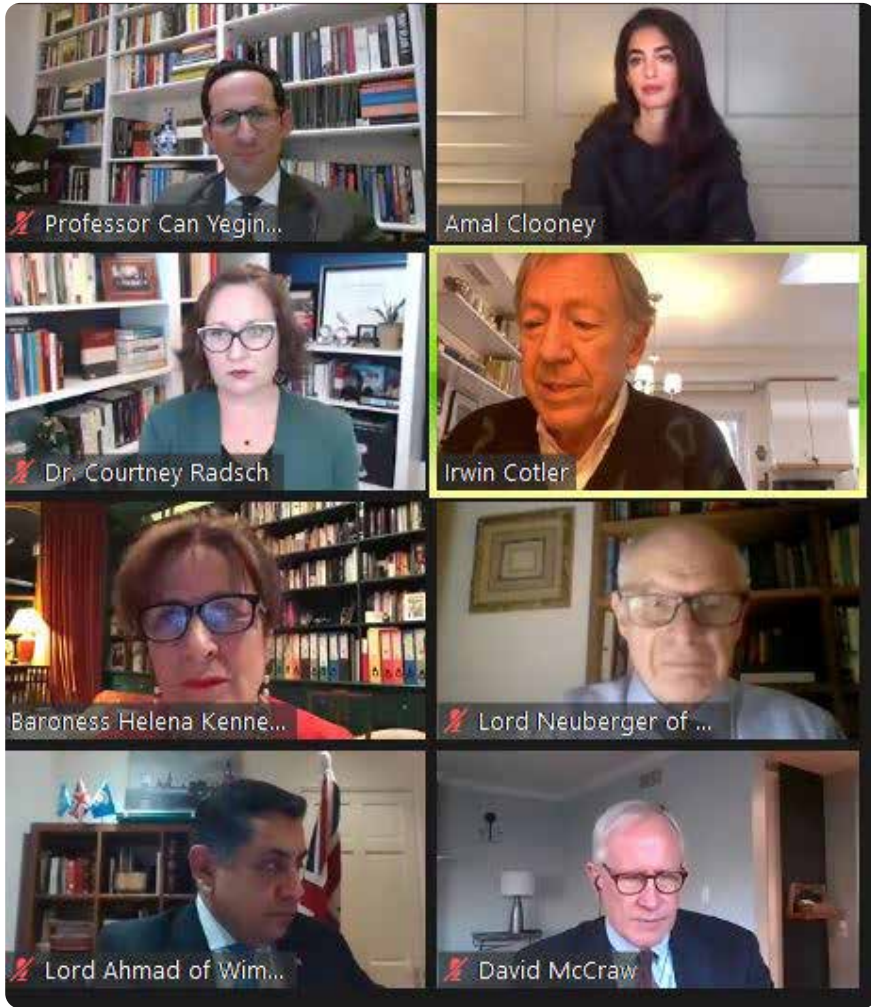 Professor Can Yegin...
Amal Clooney
Dr. Courtney Radsch
Irwin Cotler
Baroness Helena Kenne...
Lord Neuberger of ...
Lord Ahmad of Wim...
David McCraw